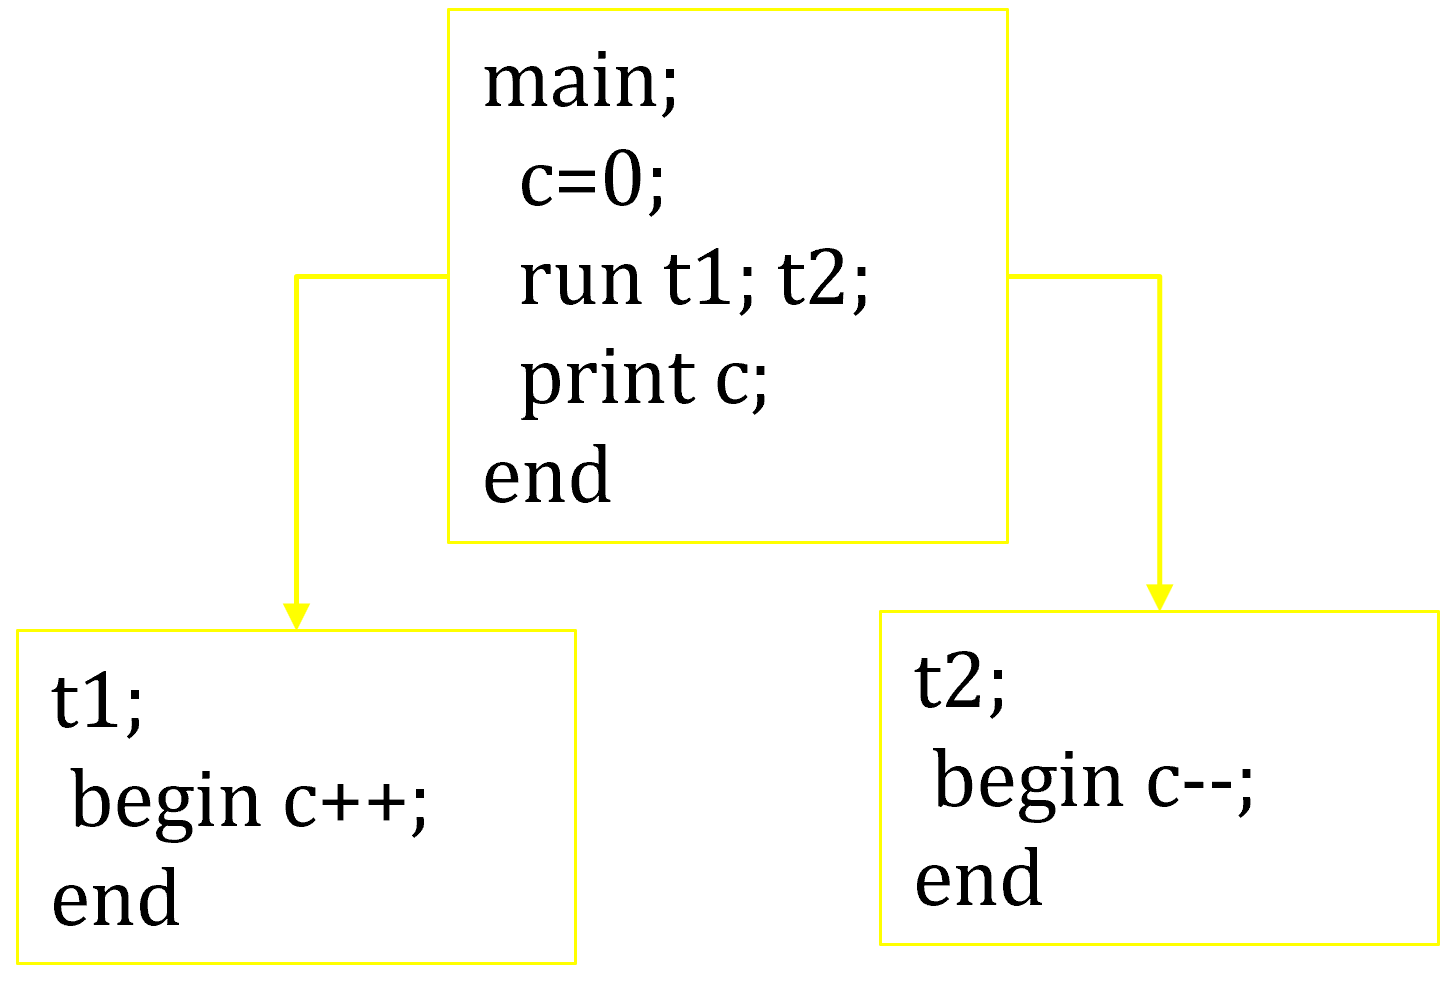 main;
c=0;
run t1; t2;
print c;
end
t1;
begin c++;
end
t2;
begin c--;
end